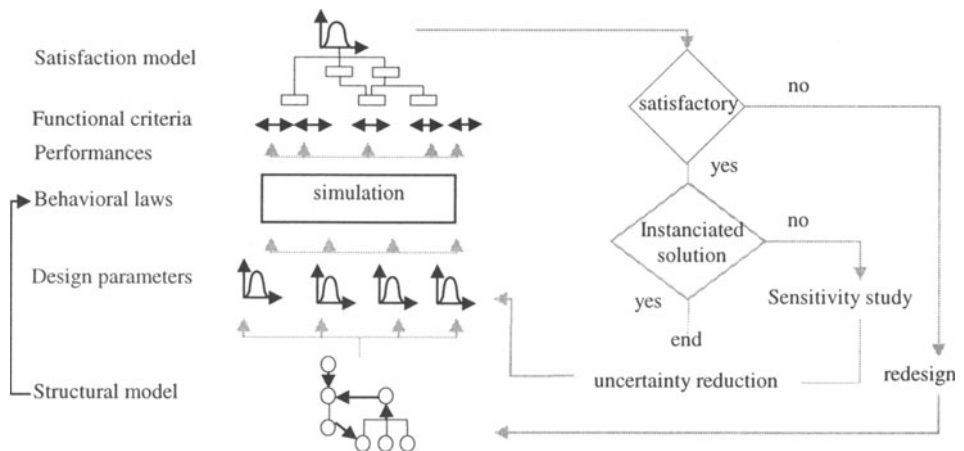 Satisfaction model
Functional criteria
Performances
Behavioral laws
Design parameters
Structural model
simulation
satisfactory
no
yes
Instanciated
solution
no
yes
end
Sensitivity study
uncertainty reduction
redesign